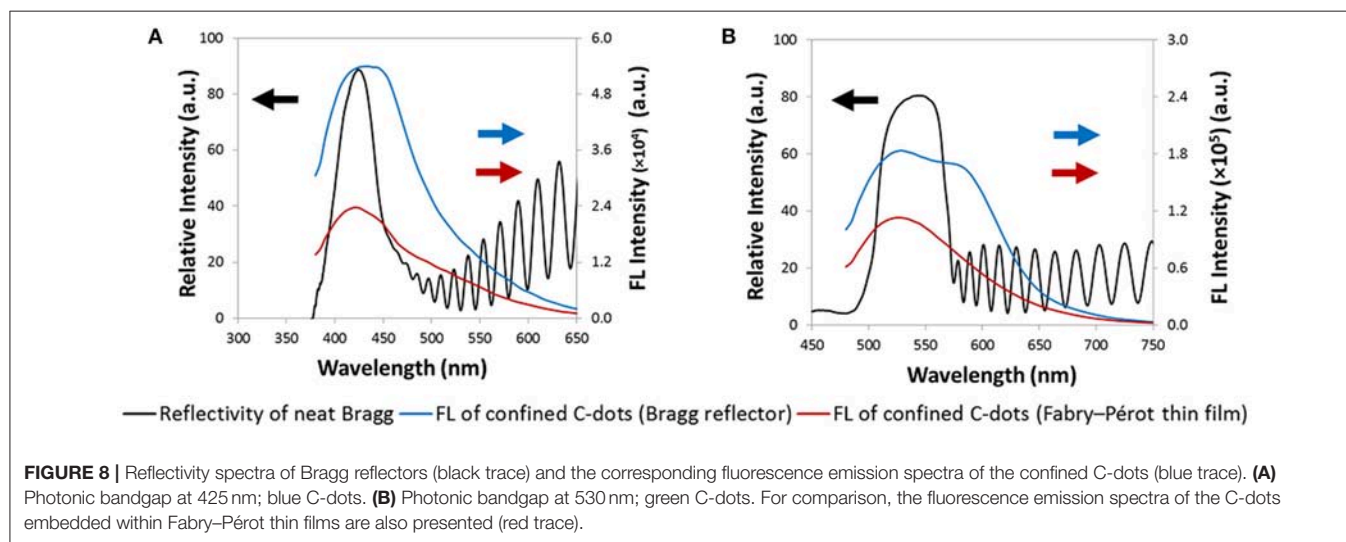 A
B
100
80
60
40
20
0
Relative Intensity (a.u.)
6.0
4.8
3.6
2.4
1.2
0.0
FL Intensity (×10⁴) (a.u.)
300 350 400 450 500 550 600 650
Wavelength (nm)
100
80
60
40
20
0
Relative Intensity (a.u.)
3.0
2.4
1.8
1.2
0.6
0.0
FL Intensity (×10⁵) (a.u.)
450 500 550 600 650 700 750
Wavelength (nm)
Reflectivity of neat Bragg FL of confined C-dots (Bragg reflector) FL of confined C-dots (Fabry–Pérot thin film)
FIGURE 8 | Reflectivity spectra of Bragg reflectors (black trace) and the corresponding fluorescence emission spectra of the confined C-dots (blue trace). (A)
Photonic bandgap at 425 nm; blue C-dots. (B) Photonic bandgap at 530 nm; green C-dots. For comparison, the fluorescence emission spectra of the C-dots
embedded within Fabry–Pérot thin films are also presented (red trace).